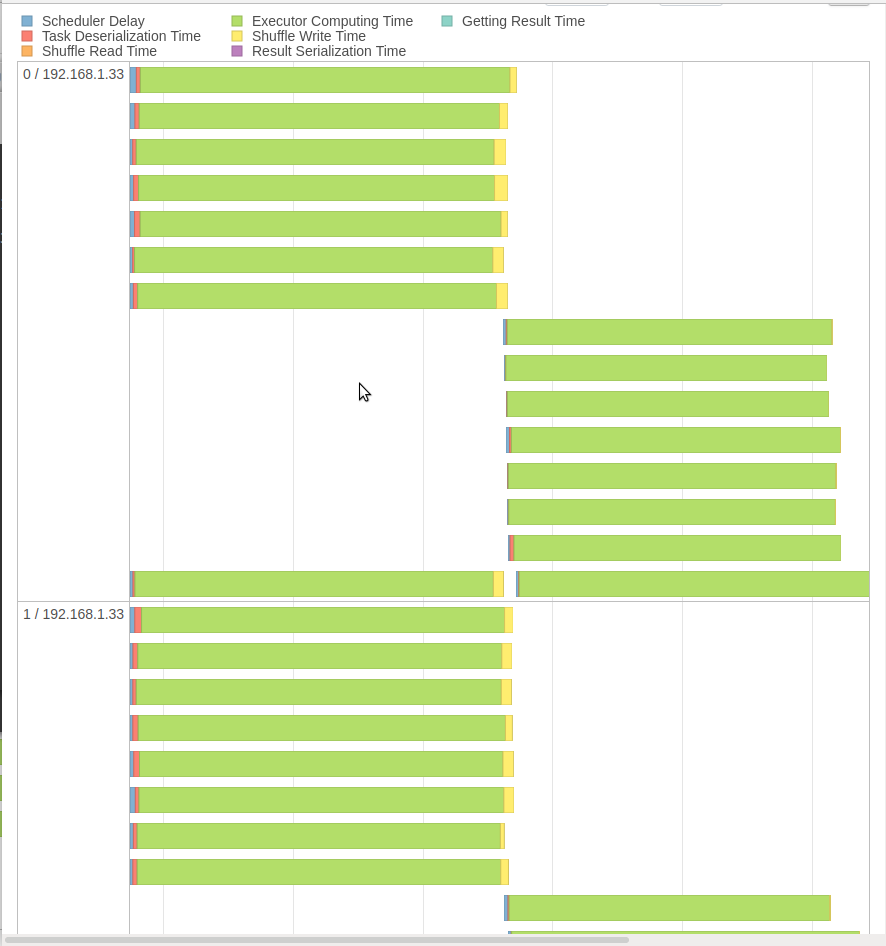 Scheduler Delay Executor Computing Time Getting Result Time
Task Deserialization Time Shuffle Write Time
Shuffle Read Time Result Serialization Time
0 / 192.168.1.33
1 / 192.168.1.33